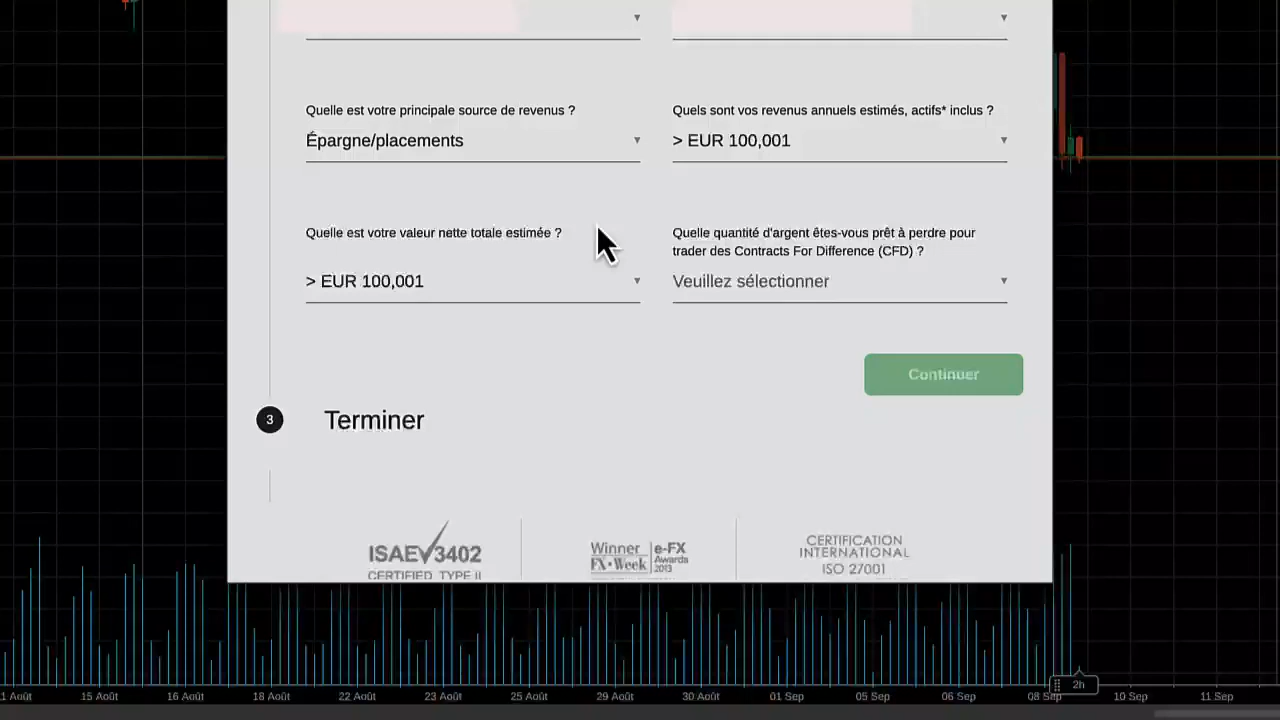 Quelle est votre principale source de revenus ?
Quels sont vos revenus annuels estimés, actifs* inclus ?
Épargne/placements
> EUR 100,001
Quelle est votre valeur nette totale estimée ?
Quelle quantité d'argent êtes-vous prêt à perdre pour
trader des Contracts For Difference (CFD) ?
> EUR 100,001
Veuillez sélectionner
Continuer
3
Terminer
ISAE 3402
CERTIFIED TYPE II
Winner
FX•Week
e-FX
Awards
2013
CERTIFICATION
INTERNATIONAL
ISO 27001
2h
1 Août
15 Août
16 Août
18 Août
22 Août
23 Août
25 Août
29 Août
30 Août
01 Sep
05 Sep
06 Sep
08 Sep
10 Sep
11 Sep